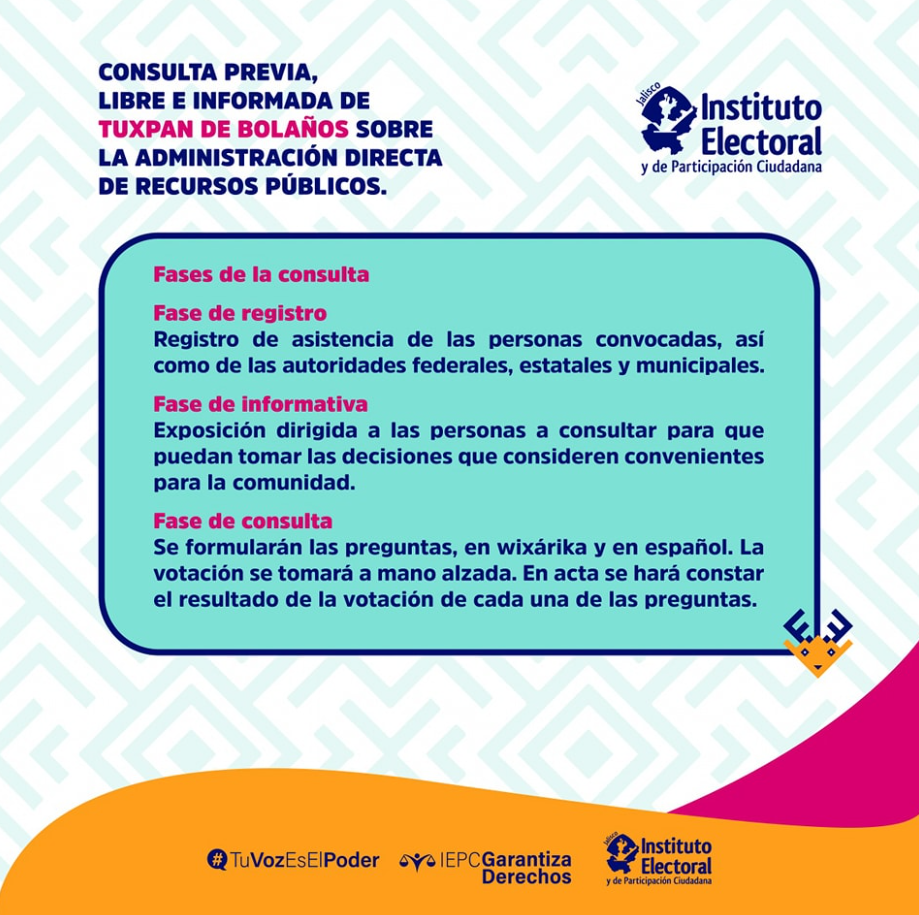 CONSULTA PREVIA,
LIBRE E INFORMADA DE
TUXPAN DE BOLAÑOS SOBRE
LA ADMINISTRACIÓN DIRECTA
DE RECURSOS PÚBLICOS.
Jalisco
Instituto
Electoral
y de Participación Ciudadana
Fases de la consulta
Fase de registro
Registro de asistencia de las personas convocadas, así
como de las autoridades federales, estatales y municipales.
Fase de informativa
Exposición dirigida a las personas a consultar para que
puedan tomar las decisiones que consideren convenientes
para la comunidad.
Fase de consulta
Se formularán las preguntas, en wixárika y en español. La
votación se tomará a mano alzada. En acta se hará constar
el resultado de la votación de cada una de las preguntas.
#TuVozEsElPoder
IEPCGarantiza
Derechos
Jalisco
Instituto
Electoral
y de Participación Ciudadana